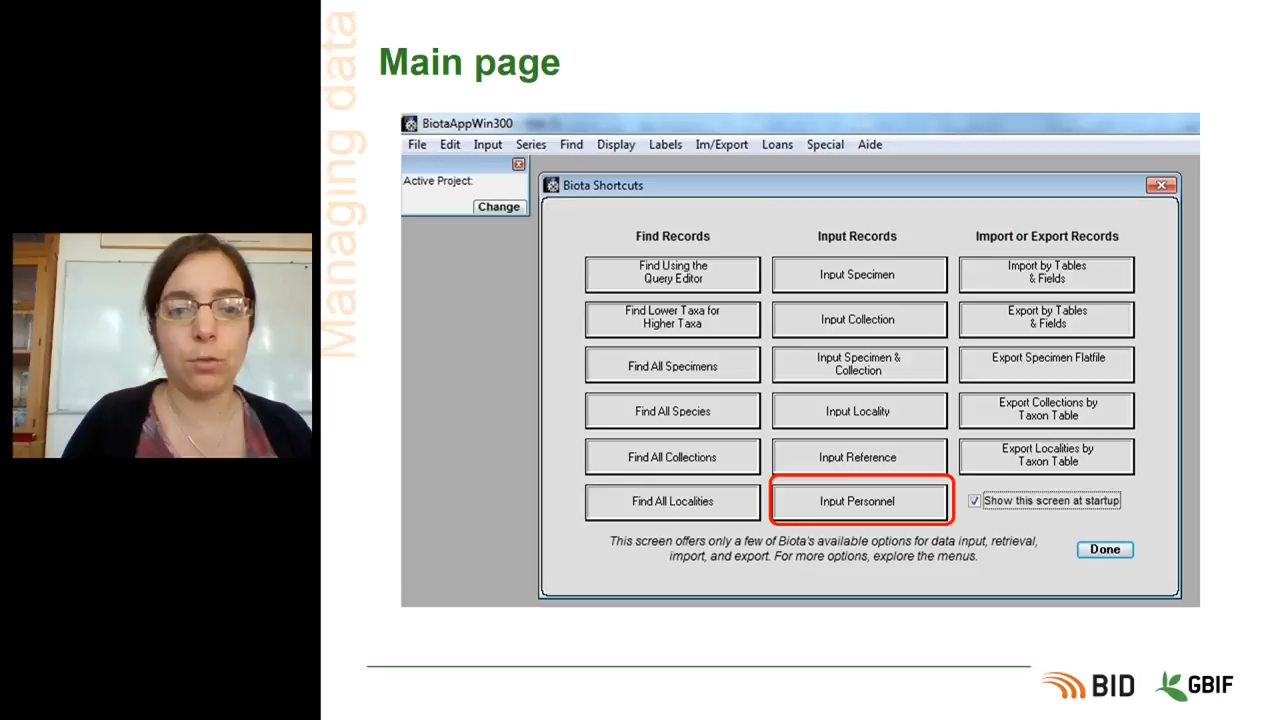 Managing data
Main page
BiotaAppWin300
File Edit Input Series Find Display Labels Im/Export Loans Special Aide
Active Project:
Change
Biota Shortcuts
Find Records
Find Using the
Query Editor
Find Lower Taxa for
Higher Taxa
Find All Specimens
Find All Species
Find All Collections
Find All Localities
Input Records
Input Specimen
Input Collection
Input Specimen &
Collection
Input Locality
Input Reference
Input Personnel
Import or Export Records
Import by Tables
& Fields
Export by Tables
& Fields
Export Specimen Flatfile
Export Collections by
Taxon Table
Export Localities by
Taxon Table
Show this screen at startup
This screen offers only a few of Biota's available options for data input, retrieval,
import, and export. For more options, explore the menus.
Done
BID
GBIF